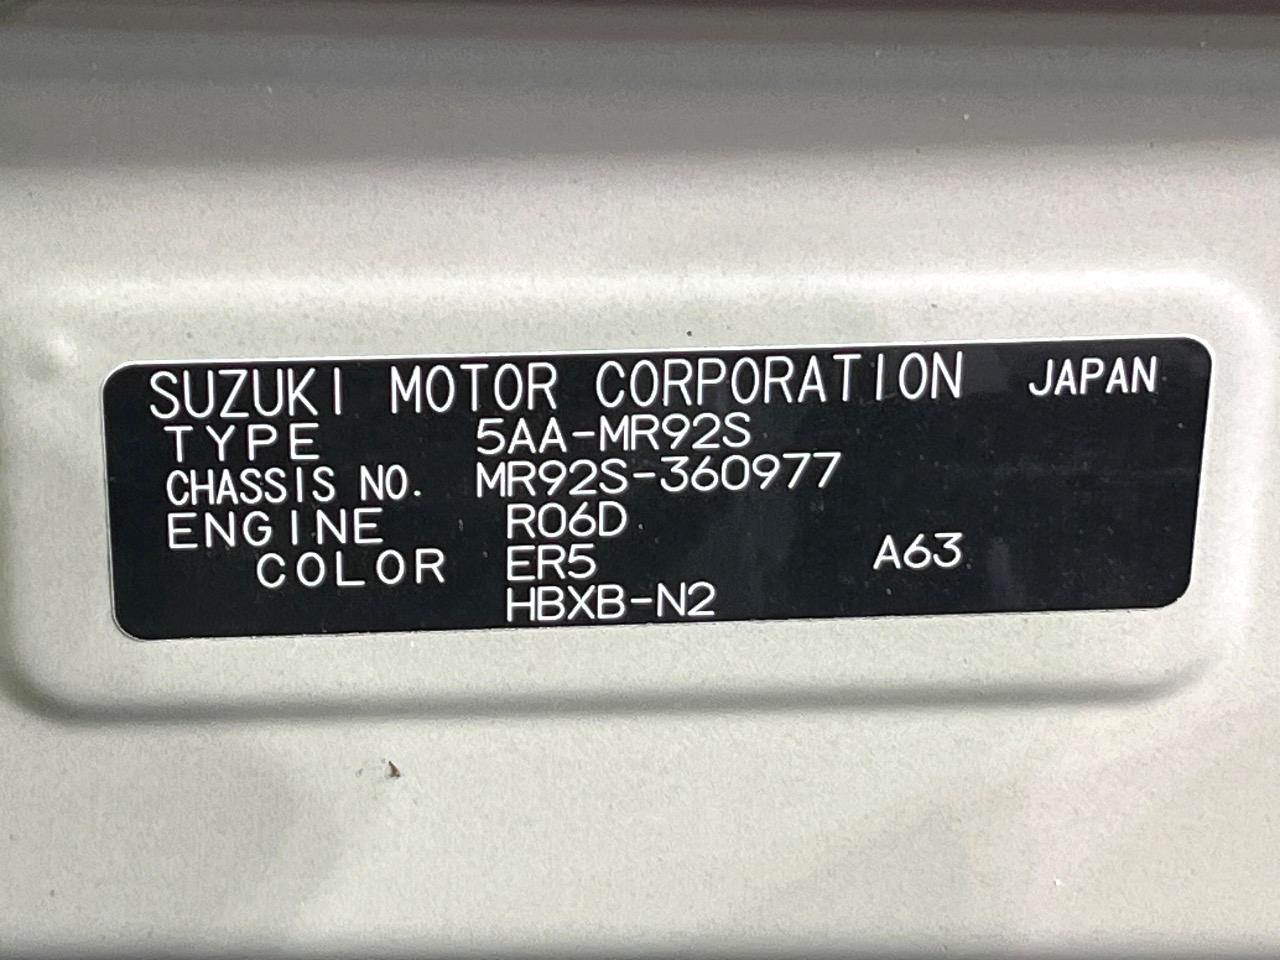 SUZUKI MOTOR CORPORATION JAPAN
TYPE 5AA-MR92S
CHASSIS NO. MR92S-360977
ENGINE R06D
COLOR ER5 A63
HBXB-N2